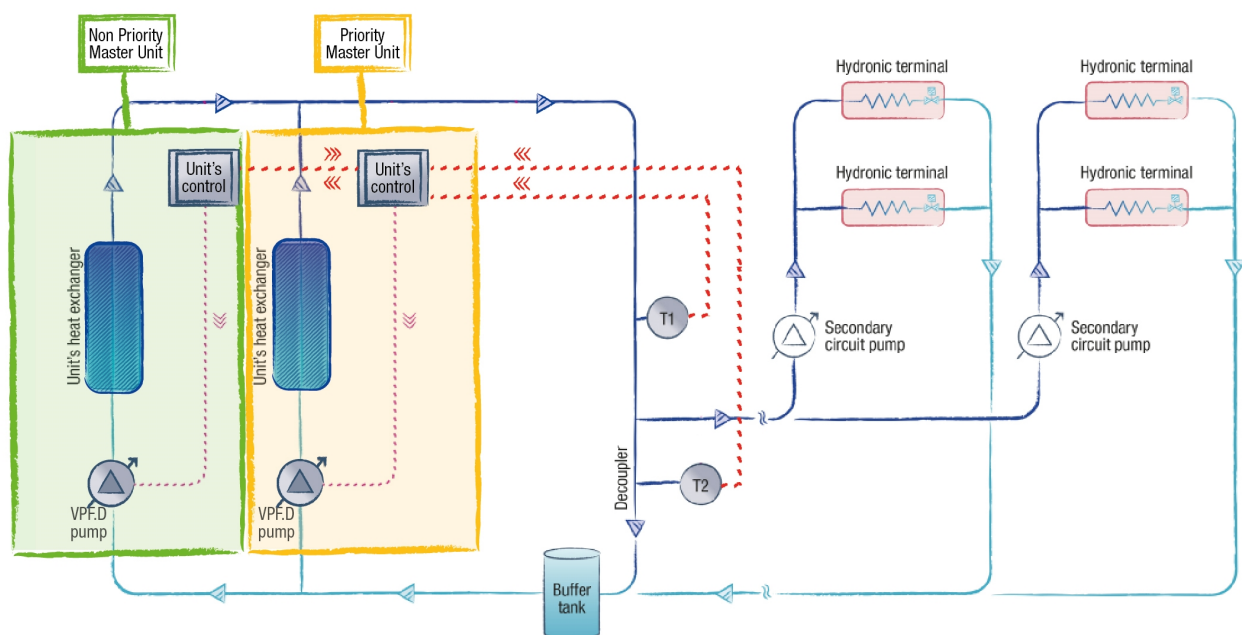 Non Priority
Master Unit
Priority
Master Unit
Hydronic terminal
Hydronic terminal
Unit's
control
Unit's
control
Hydronic terminal
Hydronic terminal
Unit's heat exchanger
Unit's heat exchanger
T1
Secondary
circuit pump
Secondary
circuit pump
Decoupler
T2
VPF.D
pump
VPF.D
pump
Buffer
tank